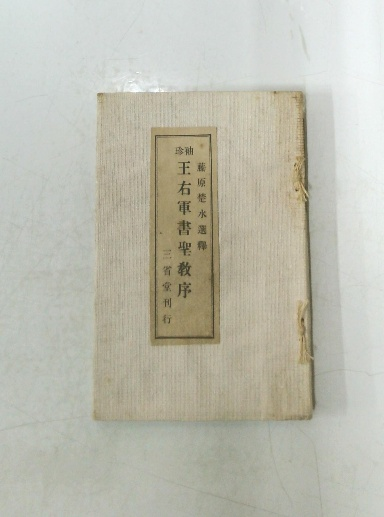 藤原楚水選釋
袖珍
王右軍書聖教序
三省堂刊行